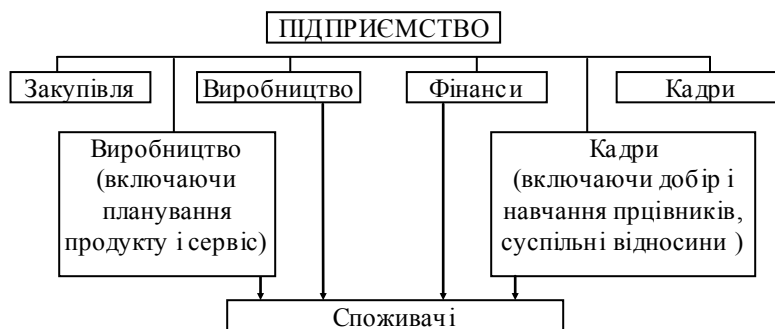 ПІДПРИЄМСТВО
Закупівля
Виробництво
Фінанси
Кадри
Виробництво
(включаючи
планування
продукту і сервіс)
Кадри
(включаючи добір і
навчання прцівників,
суспільні відносини )
Споживачі